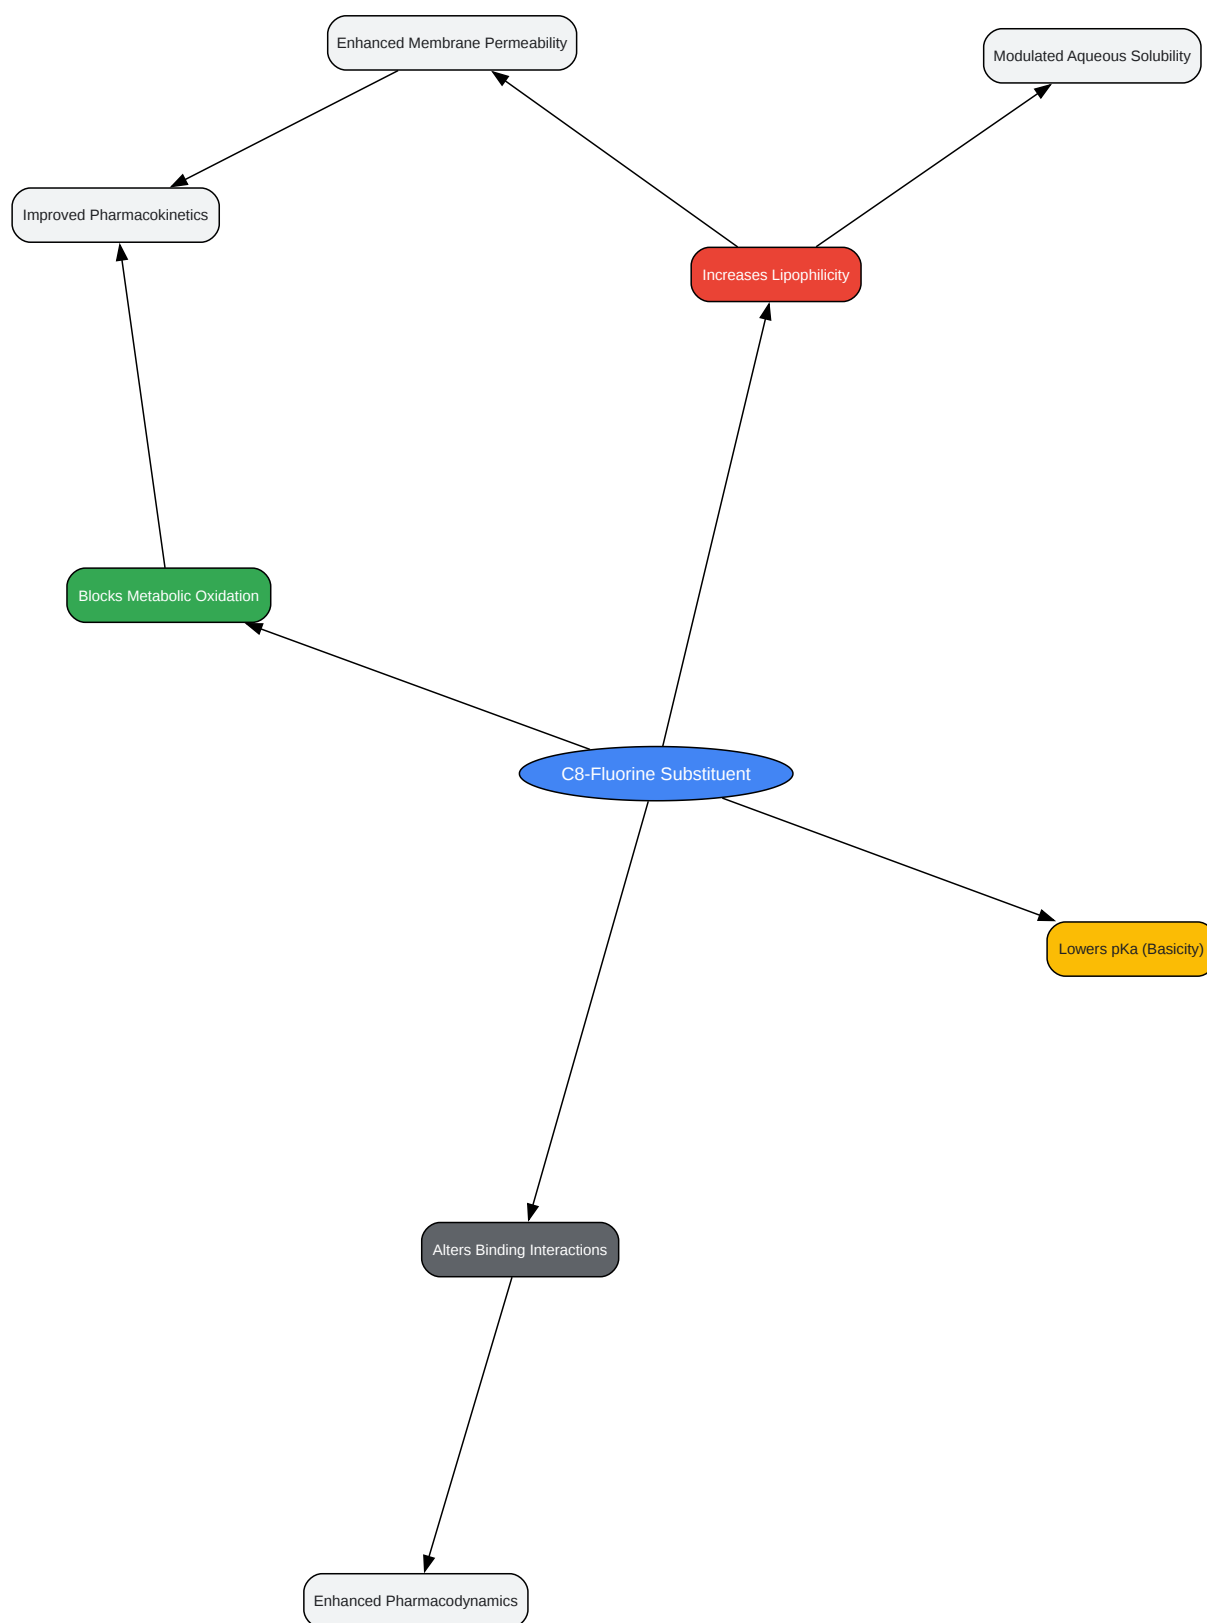 Enhanced Membrane Permeability
Modulated Aqueous Solubility
Improved Pharmacokinetics
Increases Lipophilicity
Blocks Metabolic Oxidation
C8-Fluorine Substituent
Lowers pKa (Basicity)
Alters Binding Interactions
Enhanced Pharmacodynamics